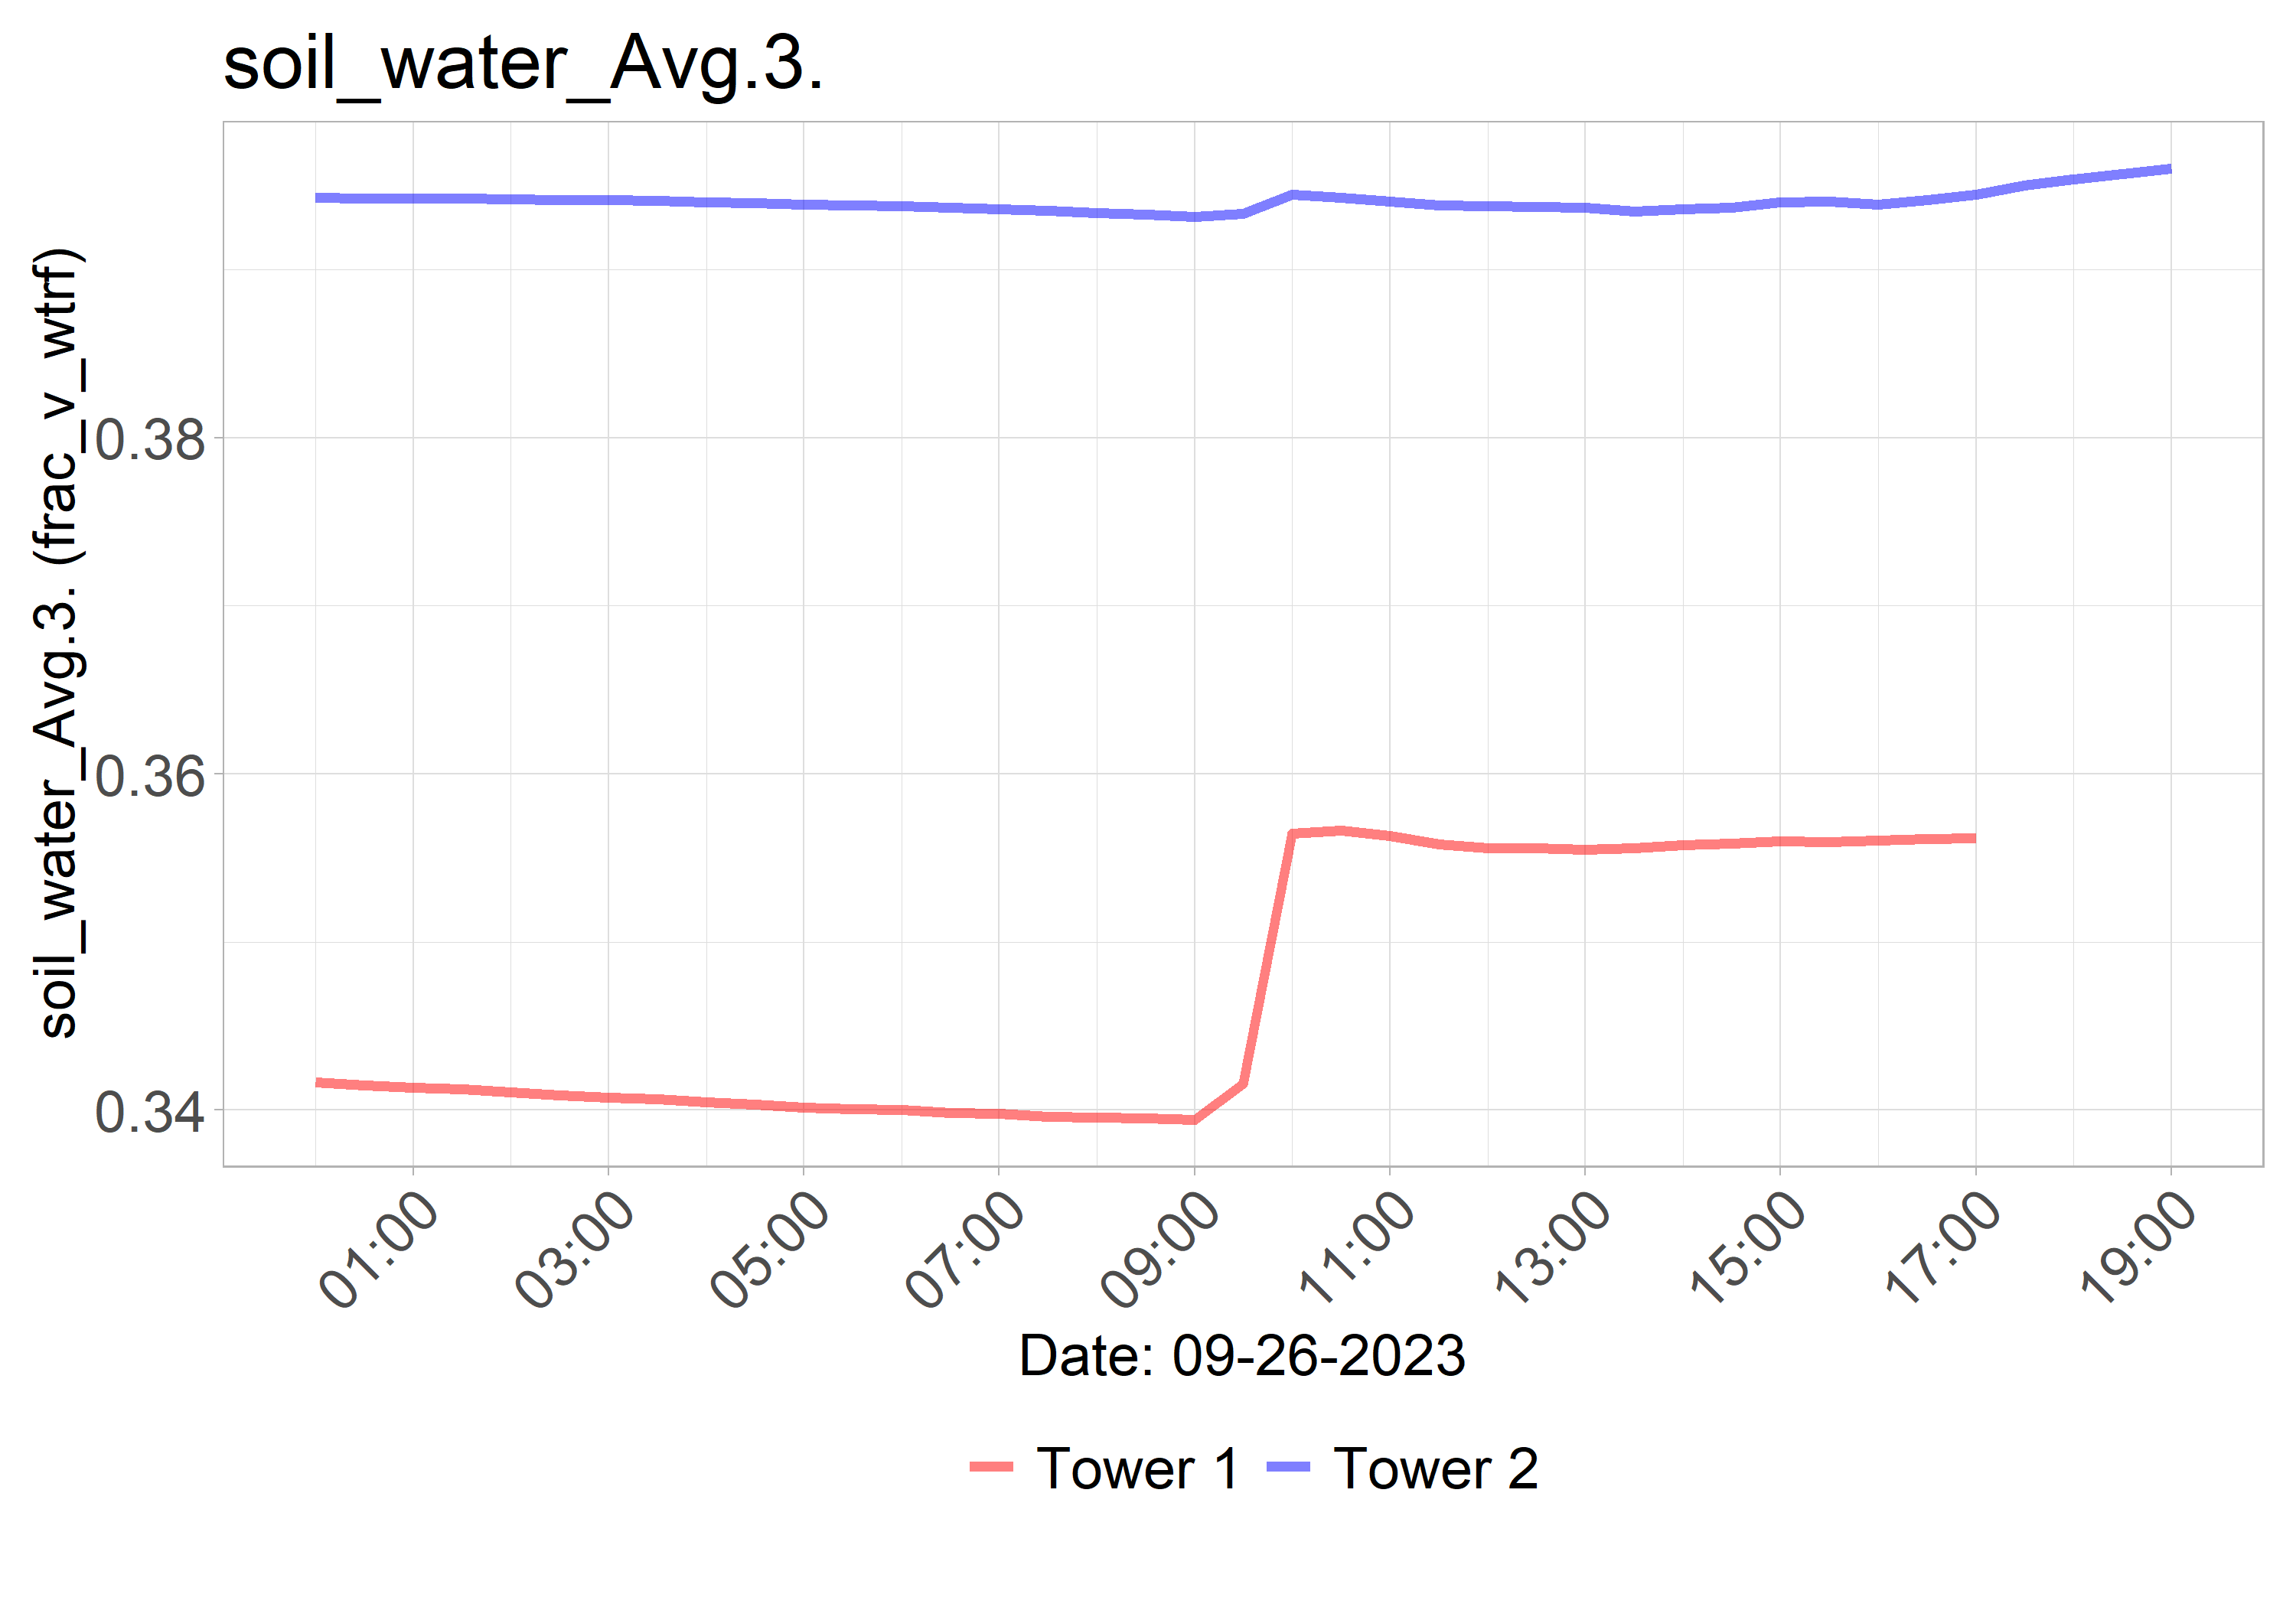 soil_water_Avg.3.
soil_water_Avg.3. (frac_v_wtrf)
0.38
0.36
0.34
01:00
03:00
05:00
07:00
09:00
11:00
13:00
15:00
17:00
19:00
Date: 09-26-2023
Tower 1
Tower 2